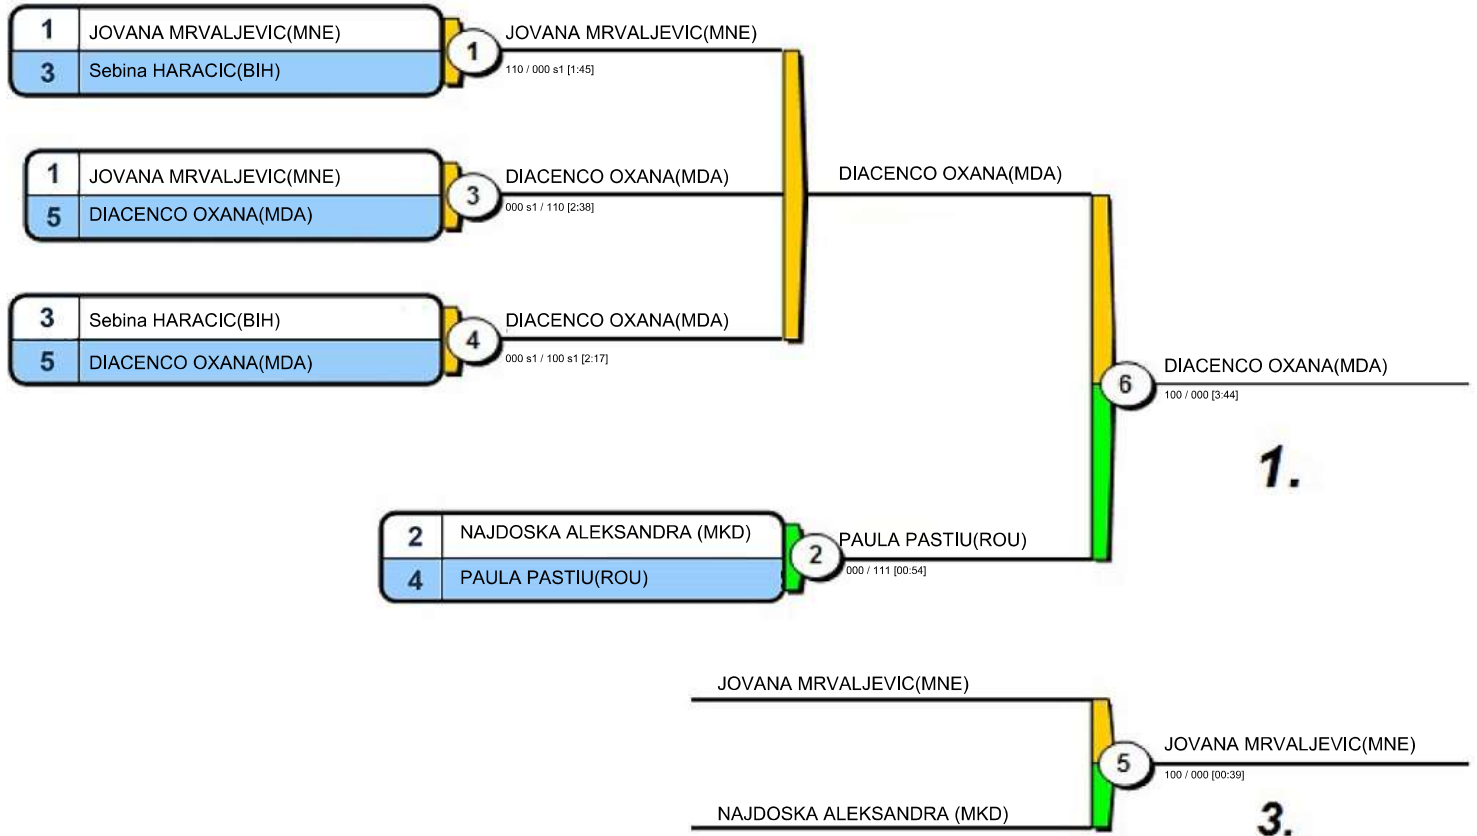 1 JOVANA MRVALJEVIC(MNE)
3 Sebina HARACIC(BIH)
1
JOVANA MRVALJEVIC(MNE)
110 / 000 s1 [1:45]
1 JOVANA MRVALJEVIC(MNE)
5 DIACENCO OXANA(MDA)
3
DIACENCO OXANA(MDA)
000 s1 / 110 [2:38]
DIACENCO OXANA(MDA)
3 Sebina HARACIC(BIH)
5 DIACENCO OXANA(MDA)
4
DIACENCO OXANA(MDA)
000 s1 / 100 s1 [2:17]
6
DIACENCO OXANA(MDA)
100 / 000 [3:44]
1.
2 NAJDOSKA ALEKSANDRA (MKD)
4 PAULA PASTIU(ROU)
2
PAULA PASTIU(ROU)
000 / 111 [00:54]
JOVANA MRVALJEVIC(MNE)
NAJDOSKA ALEKSANDRA (MKD)
5
JOVANA MRVALJEVIC(MNE)
100 / 000 [00:39]
3.